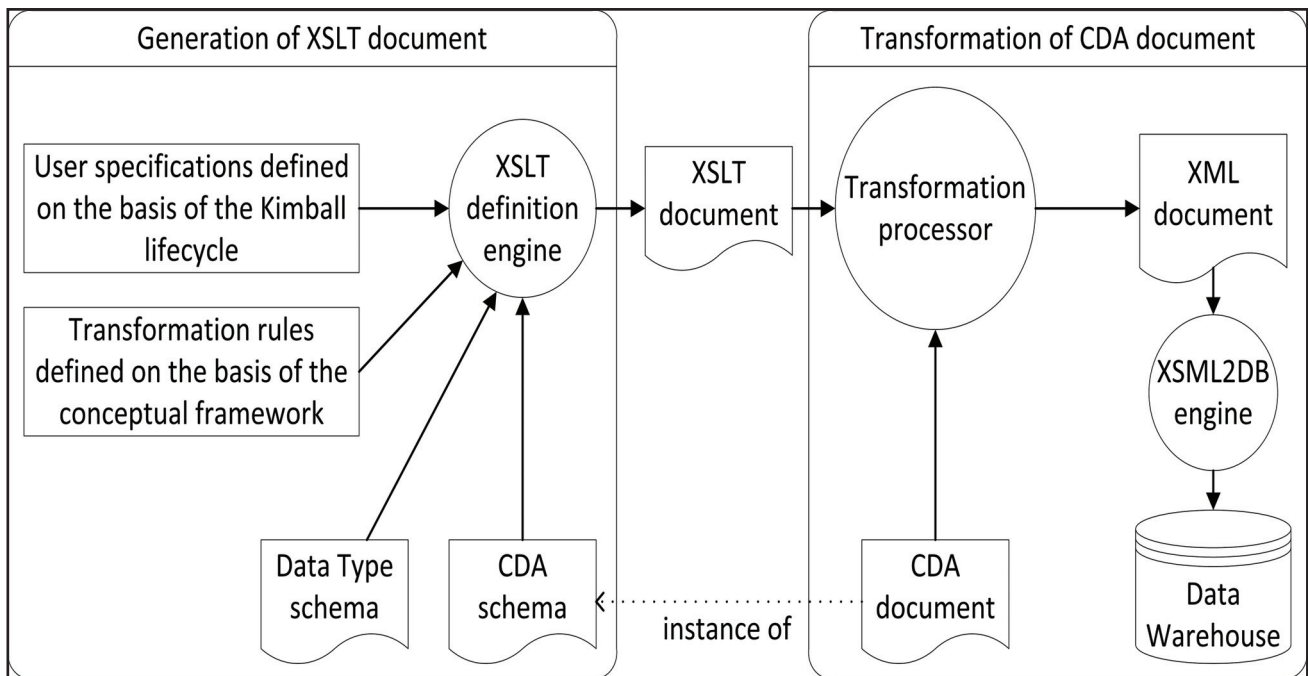 Generation of XSLT document
Transformation of CDA document
User specifications defined
on the basis of the Kimball
lifecycle
Transformation rules
defined on the basis of the
conceptual framework
XSLT
definition
engine
Data Type
schema
CDA
schema
XSLT
document
instance of
Transformation
processor
CDA
document
XML
document
XSML2DB
engine
Data
Warehouse